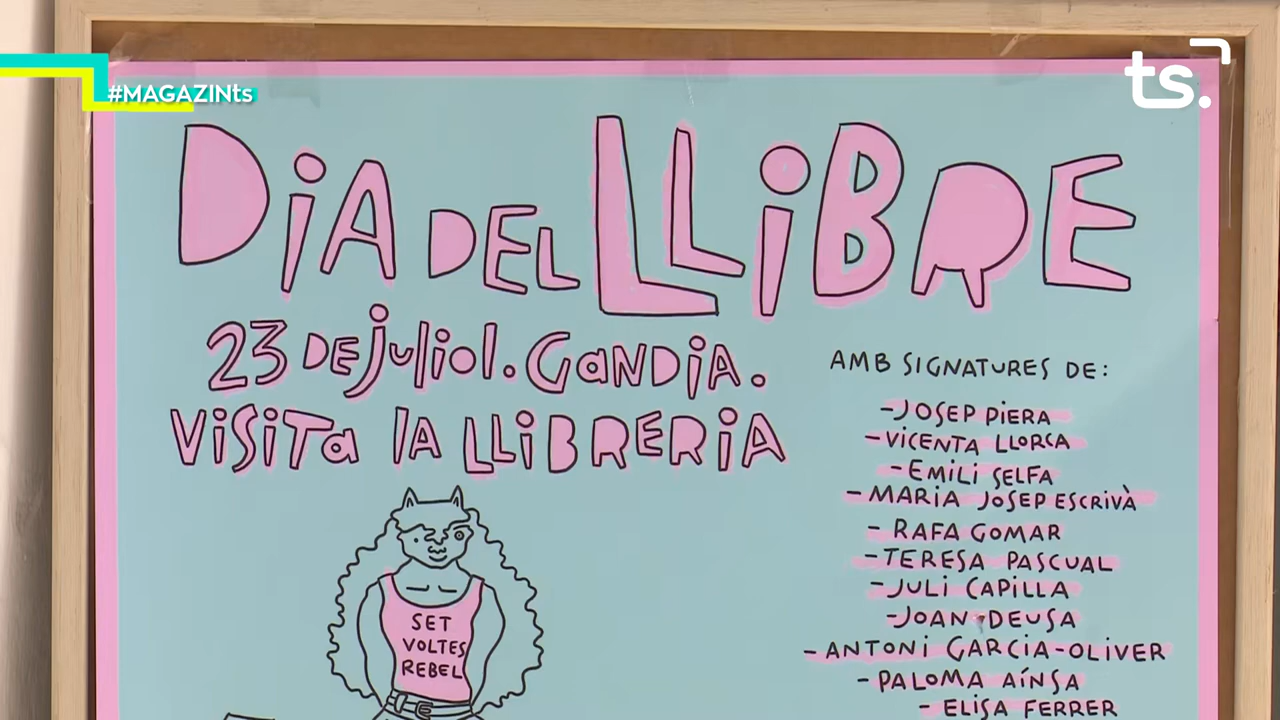 #MAGAZINts
ts.
DiA DEL LLiBRE
23 DE juliol. GaNDiA.
ViSiTa lA LLiBRERiA
AMB SIGNATURES DE:
-JOSEP PiERA
-ViCENTA LLORCA
-EMiLi SELFA
-MARiA JOSEP ESCRiVÀ
-RAFA GOMAR
-TERESA PASCUAL
-JULi CAPiLLA
-JOAN DEUSA
-ANTONi GARCiA-OLiVER
-PALOMA AÍNSA
-ELiSA FERRER
SET
VOLTES
REBEL